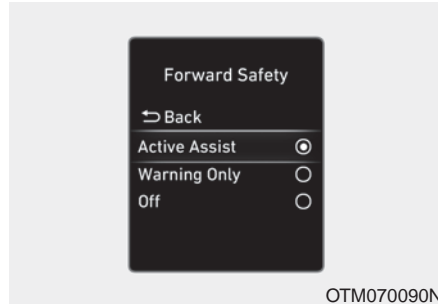 Forward Safety
Back
Active Assist
Warning Only
Off
OTM070090N